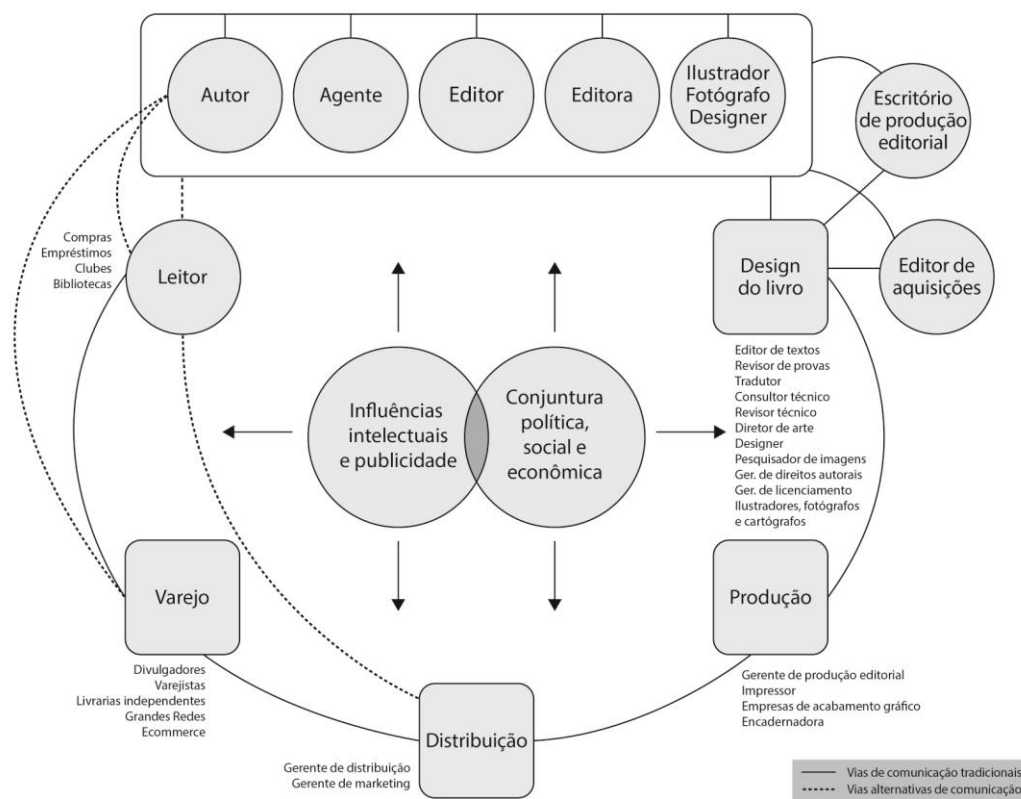 Autor
Agente
Editor
Editora
Ilustrador
Fotógrafo
Designer
Escritório
de produção
editorial
Compras
Empréstimos
Clubes
Bibliotecas
Leitor
Design
do livro
Editor de
aquisições
Editor de textos
Revisor de provas
Tradutor
Consultor técnico
Revisor técnico
Diretor de arte
Designer
Pesquisador de imagens
Ger. de direitos autorais
Ger. de licenciamento
Ilustradores, fotógrafos
e cartógrafos
Influências
intelectuais
e publicidade
Conjuntura
política,
social e
econômica
Varejo
Divulgadores
Varejistas
Livrarias independentes
Grandes Redes
Ecommerce
Produção
Gerente de produção editorial
Impressor
Empresas de acabamento gráfico
Encadernadora
Distribuição
Gerente de distribuição
Gerente de marketing
Vias de comunicação tradicionais
Vias alternativas de comunicação